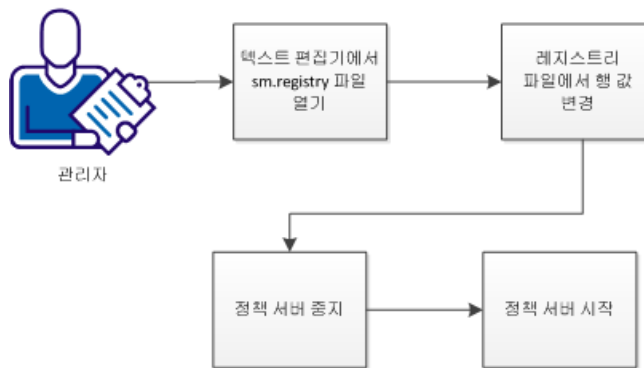 텍스트 편집기에서
sm.registry 파일
열기
레지스트리
파일에서 행 값
변경
관리자
정책 서버 중지
정책 서버 시작